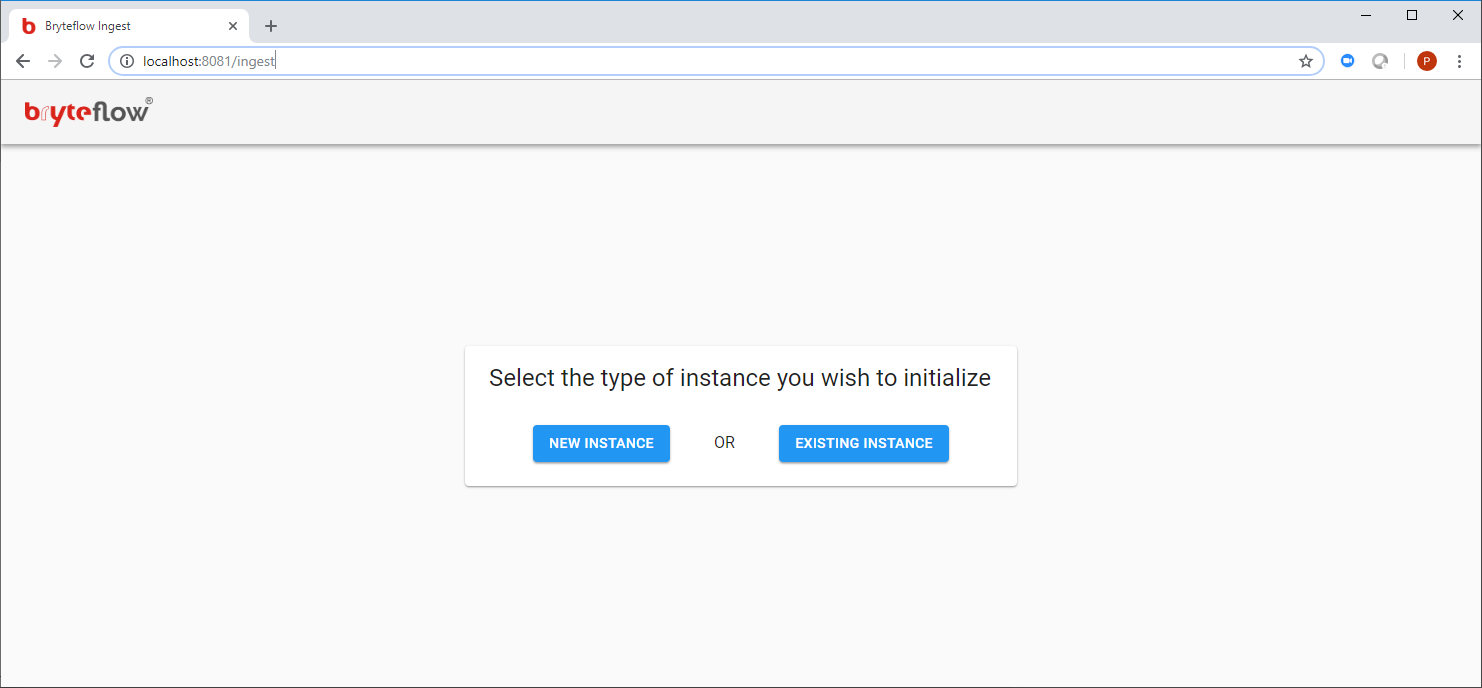 Bryteflow Ingest
localhost:8081/ingest
P
bryteflow®
Select the type of instance you wish to initialize
NEW INSTANCE OR EXISTING INSTANCE